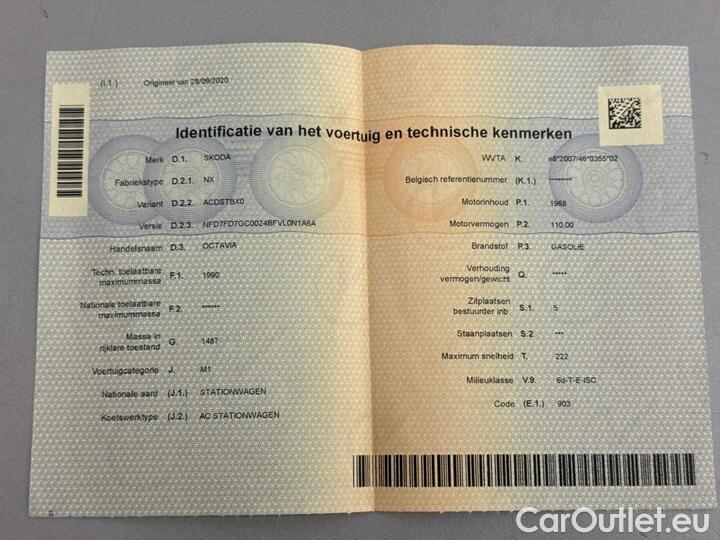 (I.1.) Origineel van 28/09/2020
Identificatie van het voertuig en technische kenmerken
Merk D.1. SKODA
Fabriekstype D.2.1. NX
Variant D.2.2. ACDSTBX0
Versie D.2.3. NFD7FD7GC0024BFVL0N1A6A
Handelsnaam D.3. OCTAVIA
Techn. toelaatbare
maximummassa F.1. 1990
Nationale toelaatbare
maximummassa F.2. ******
Massa in
rijklare toestand G. 1487
Voertuigcategorie J. M1
Nationale aard (J.1.) STATIONWAGEN
Koetswerktype (J.2.) AC STATIONWAGEN
WVTA K. e8*2007/46*0355*02
Belgisch referentienummer (K.1.) ********
Motorinhoud P.1. 1968
Motorvermogen P.2. 110.00
Brandstof P.3. GASOLIE
Verhouding
vermogen/gewicht Q. *****
Zitplaatsen
bestuurder inb. S.1. 5
Staanplaatsen S.2. ***
Maximum snelheid T. 222
Milieuklasse V.9. 6d-T-E-ISC
Code (E.1.) 903
CarOutlet.eu